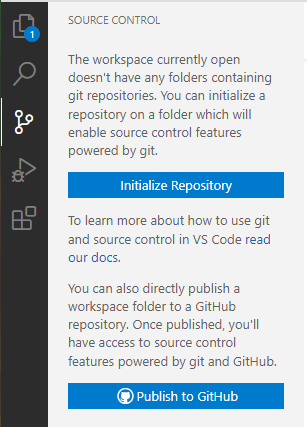 SOURCE CONTROL
1
The workspace currently open
doesn't have any folders containing
git repositories. You can initialize a
repository on a folder which will
enable source control features
powered by git.
Initialize Repository
To learn more about how to use git
and source control in VS Code read
our docs.
You can also directly publish a
workspace folder to a GitHub
repository. Once published, you'll
have access to source control
features powered by git and GitHub.
Publish to GitHub